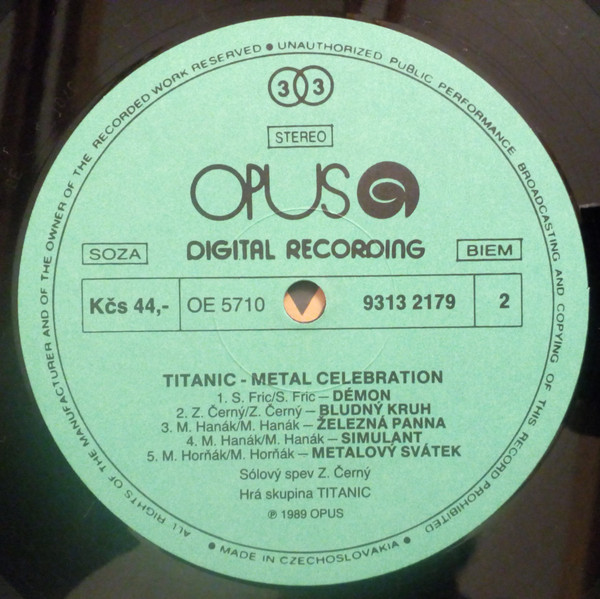 ALL RIGHTS OF THE MANUFACTURER AND OF THE OWNER OF THE RECORDED WORK RESERVED ● UNAUTHORIZED PUBLIC PERFORMANCE BROADCASTING AND COPYING OF THIS RECORD PROHIBITED
● MADE IN CZECHOSLOVAKIA ●
33
STEREO
OPUS
SOZA DIGITAL RECORDING BIEM
Kčs 44,- OE 5710 9313 2179 2
TITANIC - METAL CELEBRATION
1. S. Fric/S. Fric – DÉMON
2. Z. Černý/Z. Černý – BLUDNÝ KRUH
3. M. Hanák/M. Hanák – ŽELEZNÁ PANNA
4. M. Hanák/M. Hanák – SIMULANT
5. M. Horňák/M. Horňák – METALOVÝ SVÁTEK
Sólový spev Z. Černý
Hrá skupina TITANIC
℗ 1989 OPUS